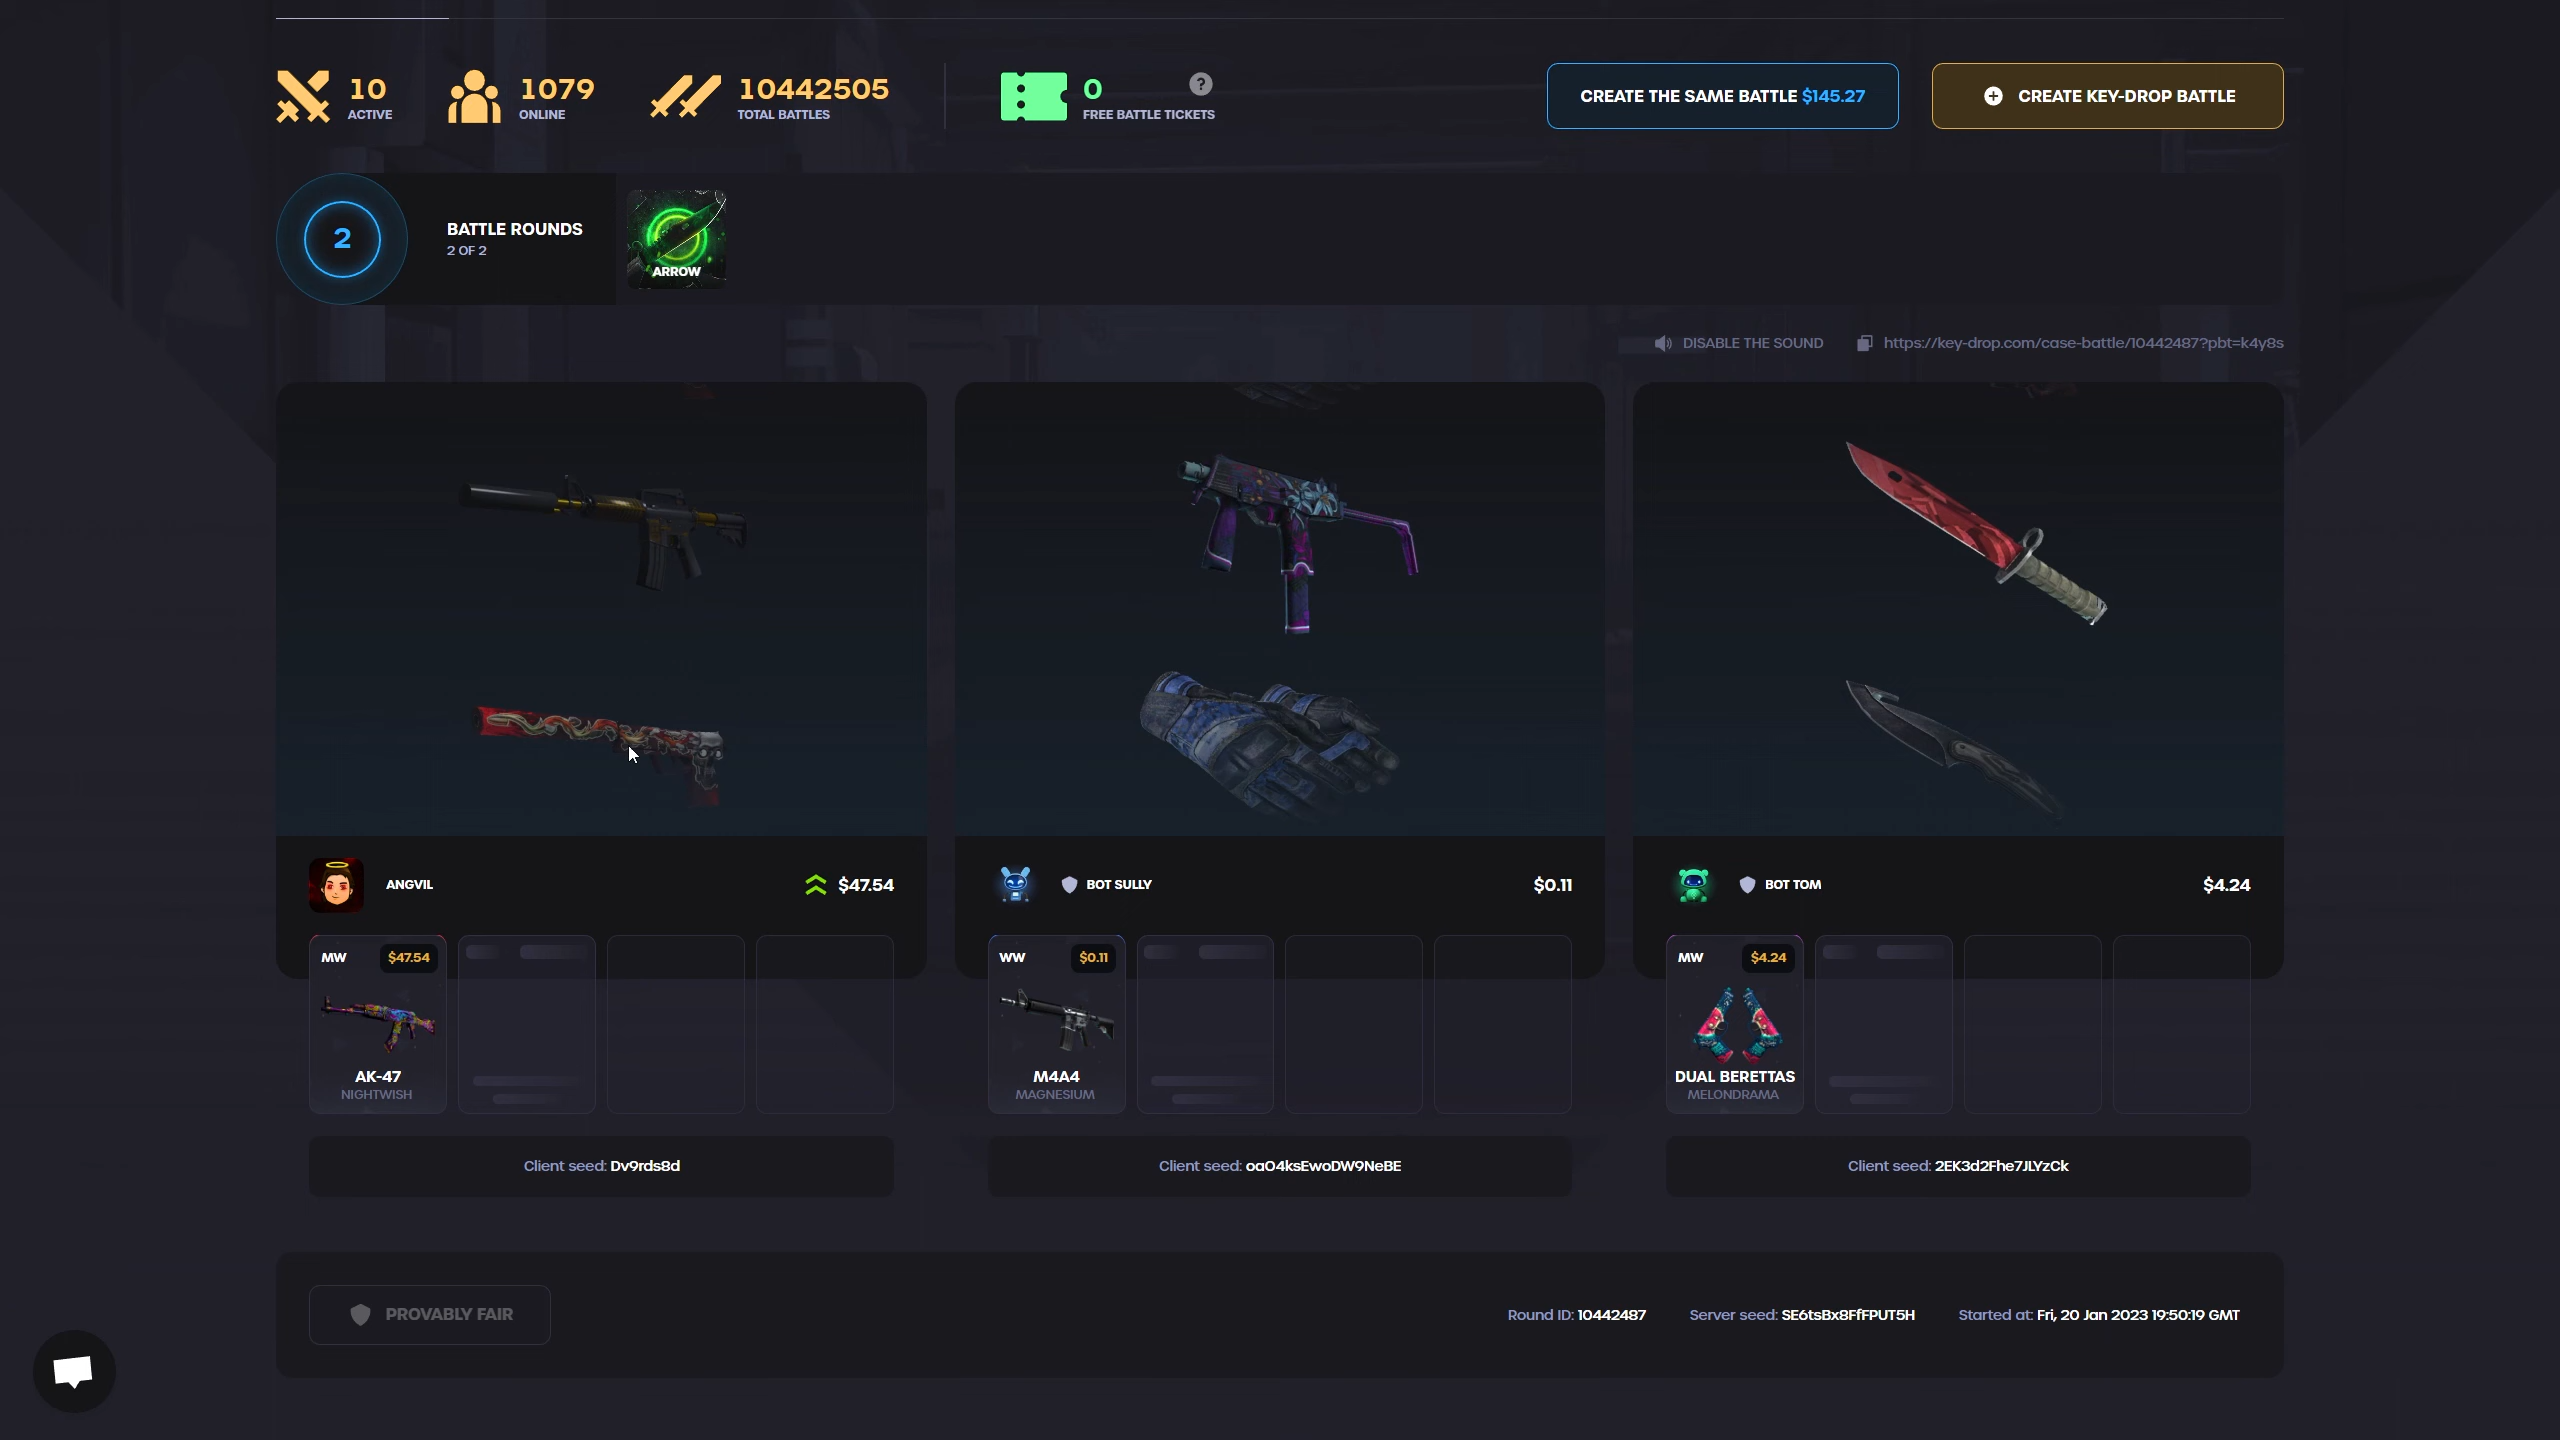 10
ACTIVE
1079
ONLINE
10442505
TOTAL BATTLES
0
?
FREE BATTLE TICKETS
CREATE THE SAME BATTLE $145.27
CREATE KEY-DROP BATTLE
2
BATTLE ROUNDS
2 OF 2
ARROW
DISABLE THE SOUND
https://key-drop.com/case-battle/10442487?pbt=k4y8s
ANGVIL
$47.54
BOT SULLY
$0.11
BOT TOM
$4.24
MW
$47.54
AK-47
NIGHTWISH
WW
$0.11
M4A4
MAGNESIUM
MW
$4.24
DUAL BERETTAS
MELONDRAMA
Client seed: Dv9rds8d
Client seed: oaO4ksEwoDW9NeBE
Client seed: 2EK3d2Fhe7JLYzCk
PROVABLY FAIR
Round ID: 10442487
Server seed: SE6tsBx8FfFPUT5H
Started at: Fri, 20 Jan 2023 19:50:19 GMT